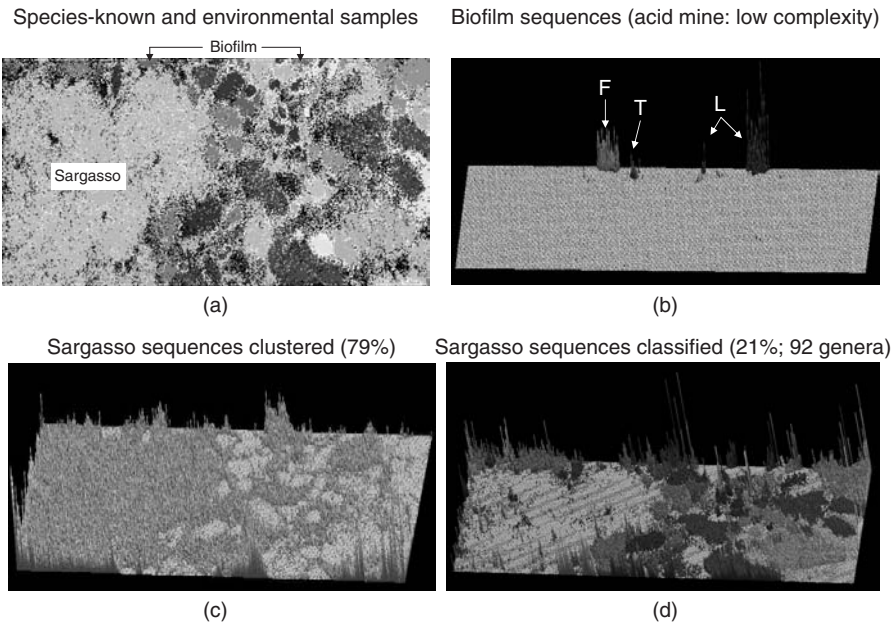 Species-known and environmental samples
Biofilm
Sargasso
(a)
Biofilm sequences (acid mine: low complexity)
F
T
L
(b)
Sargasso sequences clustered (79%)
(c)
Sargasso sequences classified (21%; 92 genera)
(d)